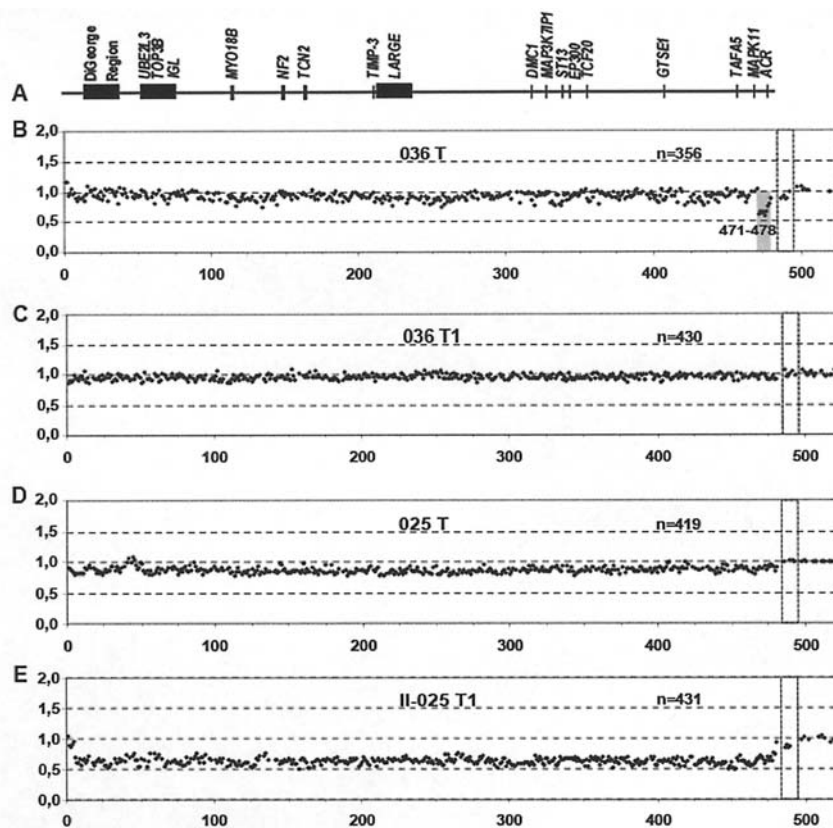 DiGeorge
Region
UBE2L3
TOP3B
IGL
MYO18B
NF2
TCN2
TIMP-3
LARGE
DMC1
MAP3K7IP1
ST13
EP300
TCF20
GTSE1
TAFA5
MAPK11
ACR
A
B
2,0
036 T n=356
1,5
1,0
0,5
471-478
0,0
0 100 200 300 400 500
C
2,0
036 T1 n=430
1,5
1,0
0,5
0,0
0 100 200 300 400 500
D
2,0
025 T n=419
1,5
1,0
0,5
0,0
0 100 200 300 400 500
E
2,0
II-025 T1 n=431
1,5
1,0
0,5
0,0
0 100 200 300 400 500